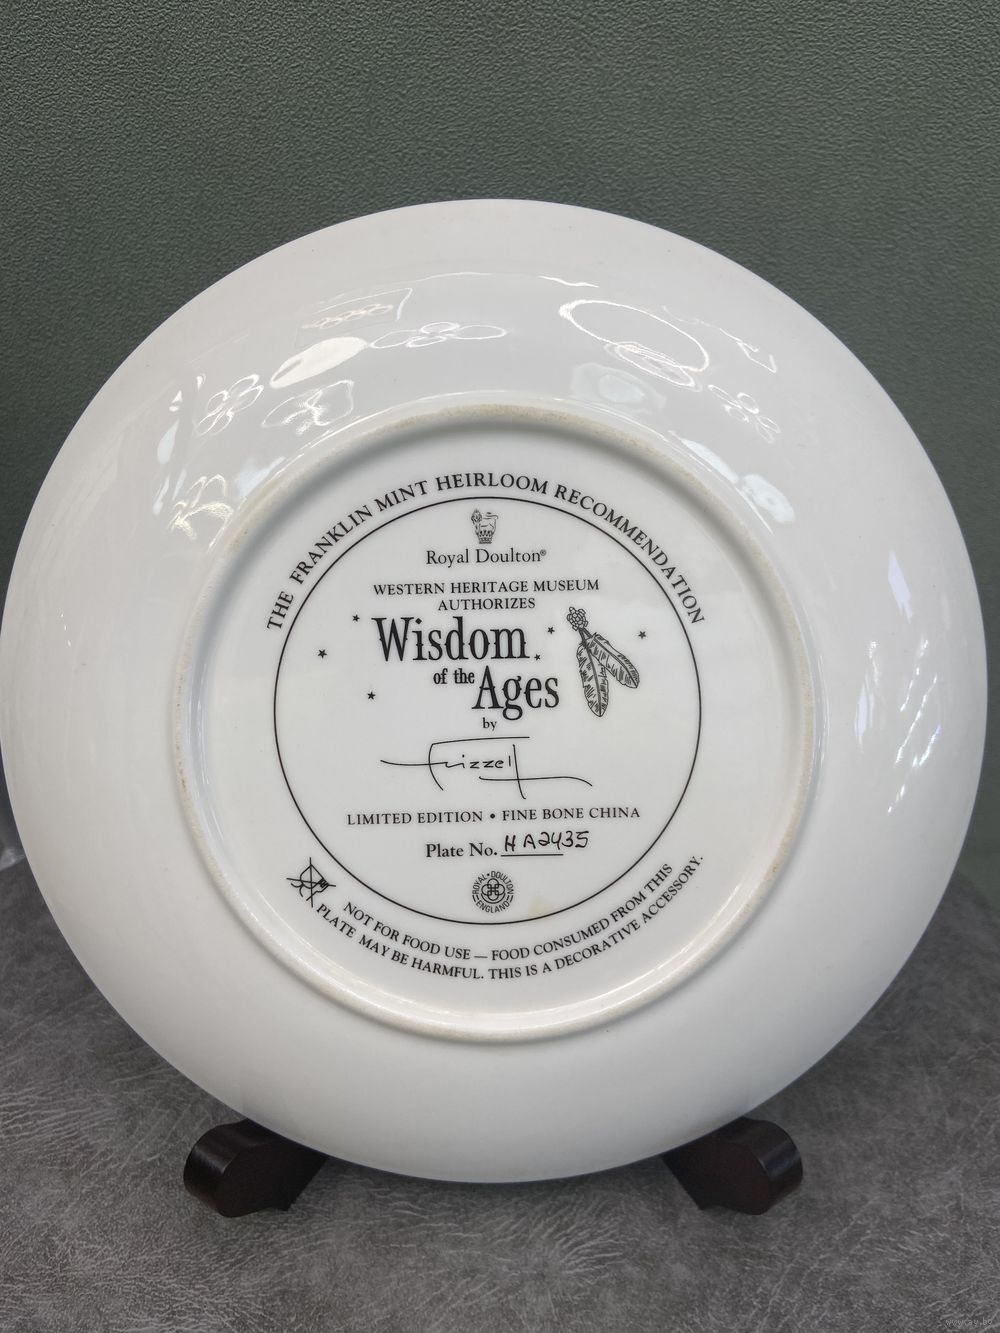 THE FRANKLIN MINT HEIRLOOM RECOMMENDATION
Royal Doulton®
WESTERN HERITAGE MUSEUM
AUTHORIZES
Wisdom
of the
Ages
by
Frizzell
LIMITED EDITION • FINE BONE CHINA
Plate No. HA2435
ROYAL • DOULTON
ENGLAND
NOT FOR FOOD USE — FOOD CONSUMED FROM THIS
PLATE MAY BE HARMFUL. THIS IS A DECORATIVE ACCESSORY.